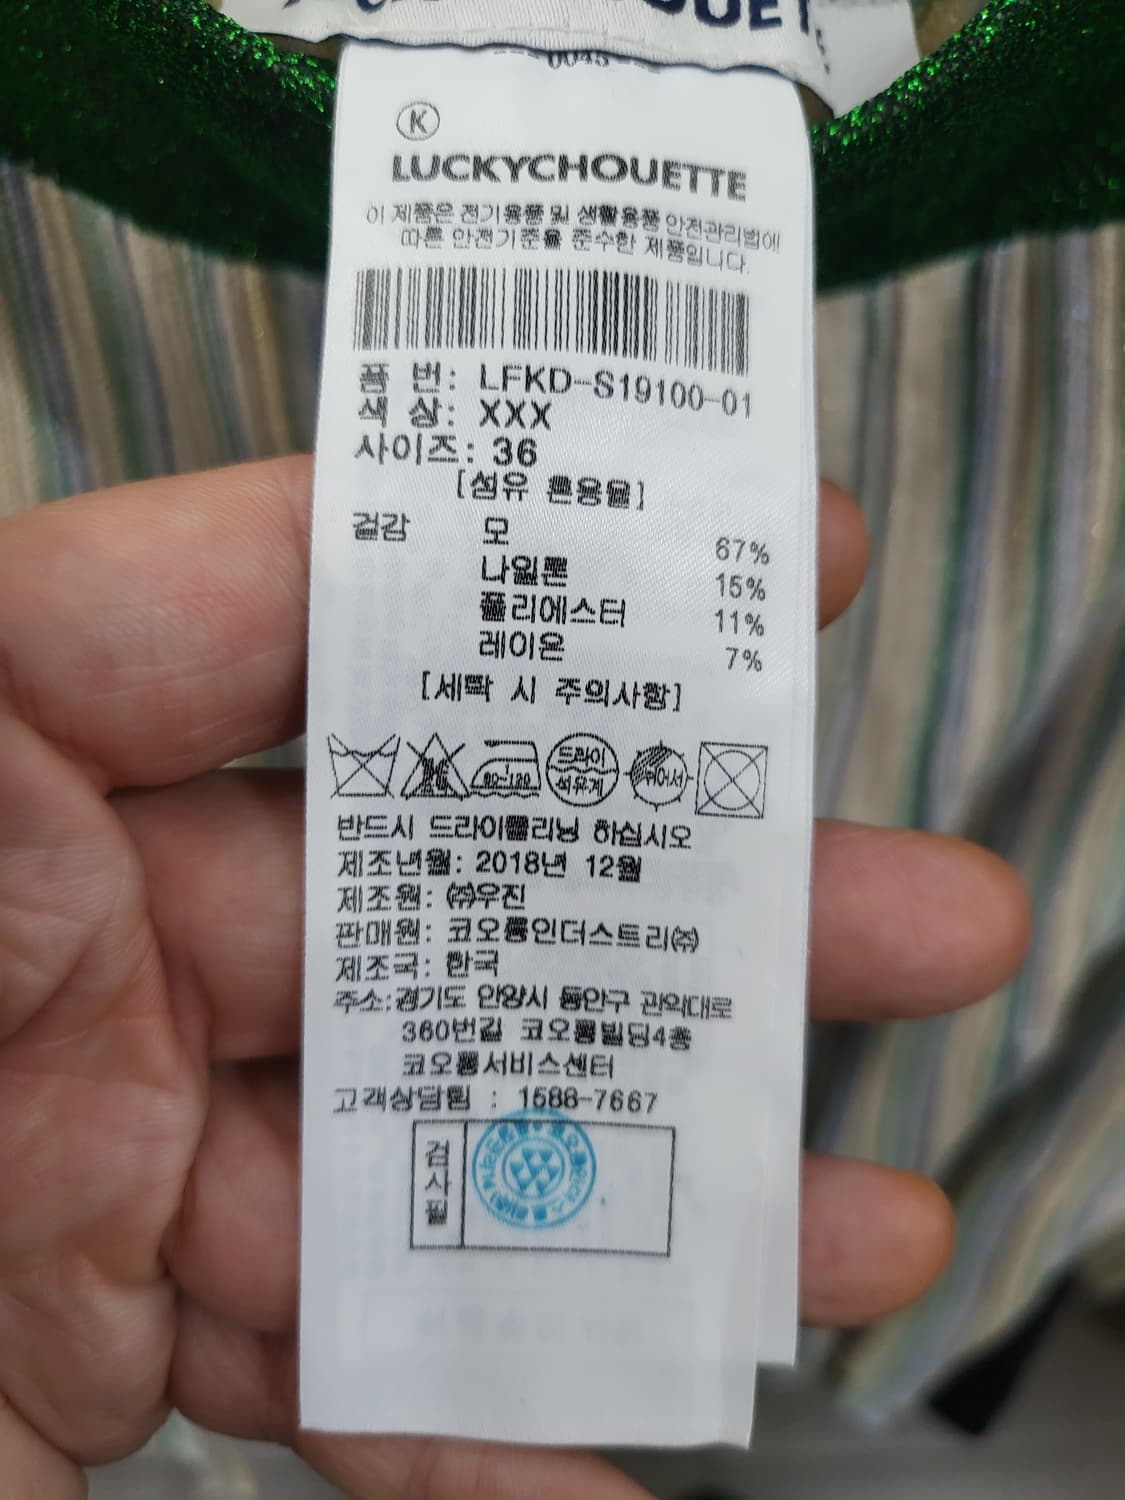 0045
K
LUCKYCHOUETTE
이 제품은 전기용품 및 생활용품 안전관리법에
따른 안전기준을 준수한 제품입니다.
품 번: LFKD-S19100-01
색 상: XXX
사이즈: 36
[섬유 혼용율]
겉감 모 67%
나일론 15%
폴리에스터 11%
레이온 7%
[세탁 시 주의사항]
80~120 드라이 석유계 뉘어서
반드시 드라이클리닝 하십시오
제조년월: 2018년 12월
제조원: ㈜우진
판매원: 코오롱인더스트리㈜
제조국: 한국
주소:경기도 안양시 동안구 관악대로
360번길 코오롱빌딩4층
코오롱서비스센터
고객상담팀 : 1588-7667
검사필